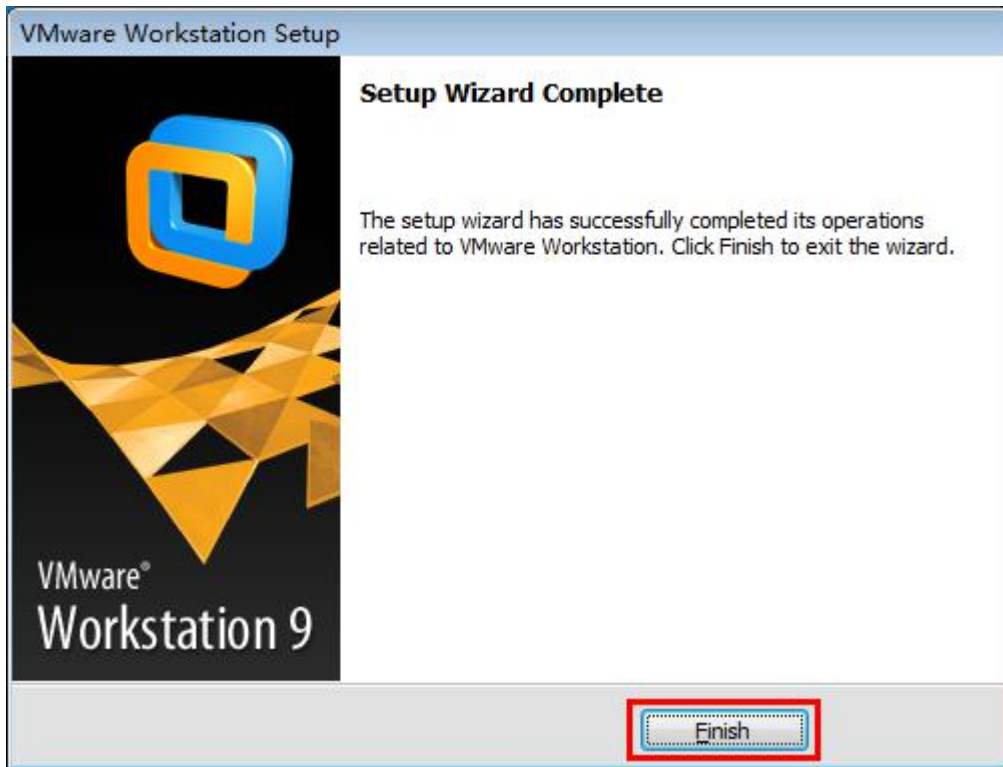 VMware Workstation Setup
Setup Wizard Complete
The setup wizard has successfully completed its operations
related to VMware Workstation. Click Finish to exit the wizard.
VMware®
Workstation 9
Finish